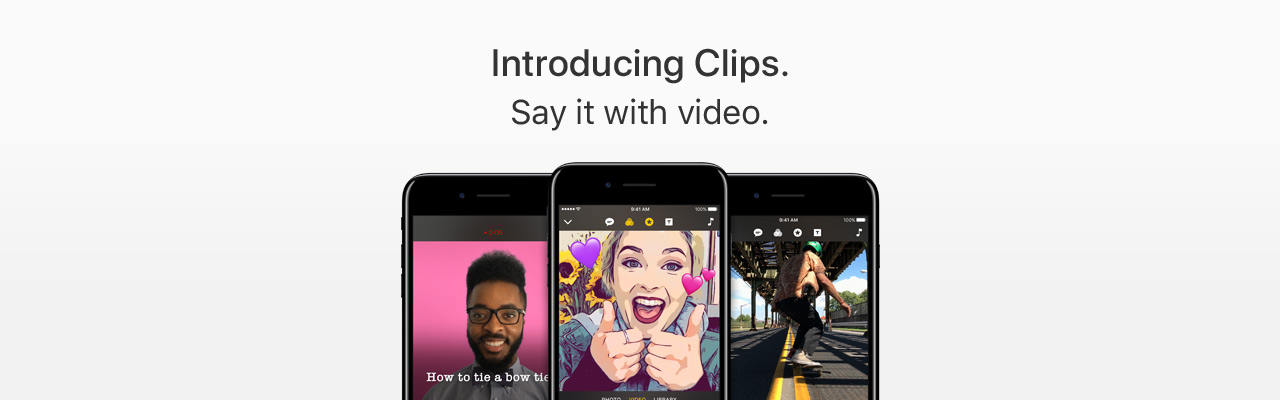 Introducing Clips.
Say it with video.
9:41 AM
100%
9:41 AM
100%
T
T
How to tie a bow tie
PHOTO VIDEO LIBRARY